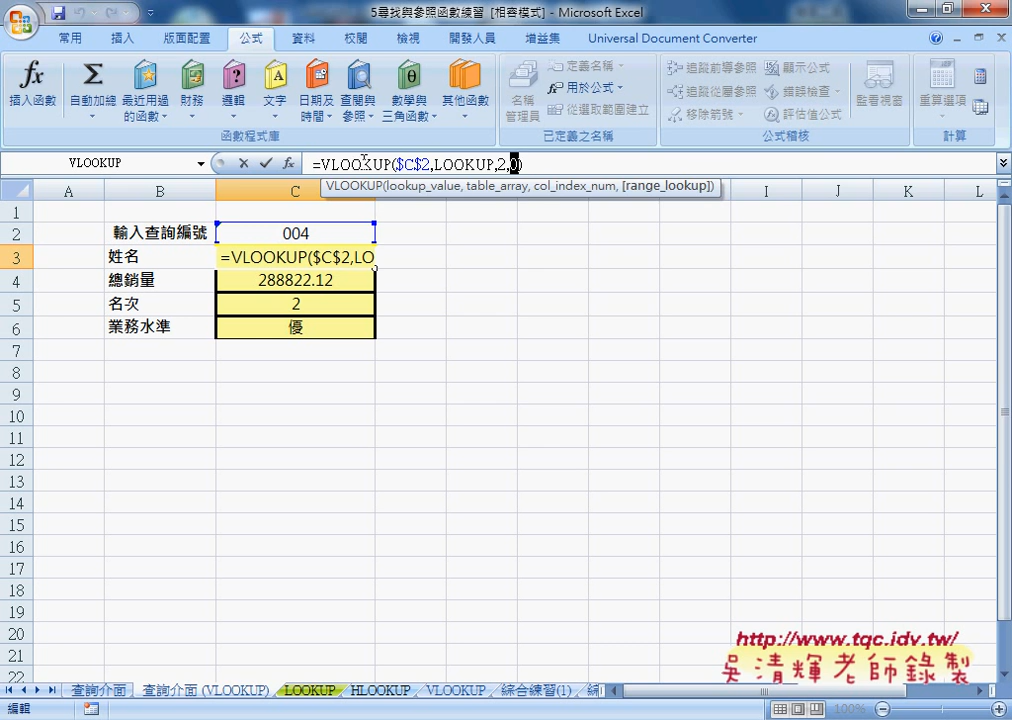 5尋找與參照函數練習 [相容模式] - Microsoft Excel
常用 插入 版面配置 公式 資料 校閱 檢視 開發人員 增益集 Universal Document Converter
插入函數 自動加總 最近用過的函數 財務 邏輯 文字 日期及時間 查閱與參照 數學與三角函數 其他函數
函數程式庫
名稱管理員 定義名稱 用於公式 從選取範圍建立
已定義之名稱
追蹤前導參照 追蹤從屬參照 移除箭號 顯示公式 錯誤檢查 評估值公式 監看視窗
公式稽核
重算選項
計算
VLOOKUP =VLOOKUP($C$2,LOOKUP,2,0)
VLOOKUP(lookup_value, table_array, col_index_num, [range_lookup])
A B C H I J K L
1
2 輸入查詢編號 004
3 姓名 =VLOOKUP($C$2,LO
4 總銷量 288822.12
5 名次 2
6 業務水準 優
7
8
9
10
11
12
13
14
15
16
17
18
19
20
21
22
http://www.tqc.idv.tw/
吳清輝老師錄製
查詢介面 查詢介面 (VLOOKUP) LOOKUP HLOOKUP VLOOKUP 綜合練習(1)
編輯 100%